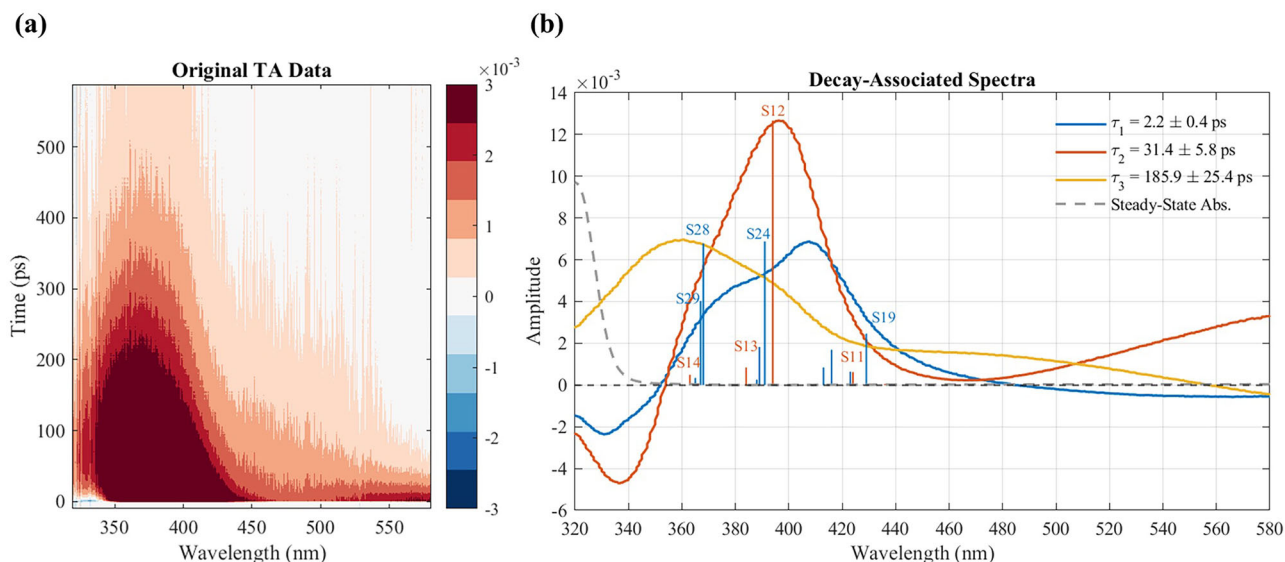 (a)
(b)
Original TA Data
×10⁻³
3
2
1
0
-1
-2
-3
500
400
300
200
100
0
Time (ps)
350 400 450 500 550
Wavelength (nm)
Decay-Associated Spectra
×10⁻³
14
12
10
8
6
4
2
0
-2
-4
-6
Amplitude
S12
S28
S24
S29
S19
S13
S14
S11
τ₁ = 2.2 ± 0.4 ps
τ₂ = 31.4 ± 5.8 ps
τ₃ = 185.9 ± 25.4 ps
Steady-State Abs.
320 340 360 380 400 420 440 460 480 500 520 540 560 580
Wavelength (nm)